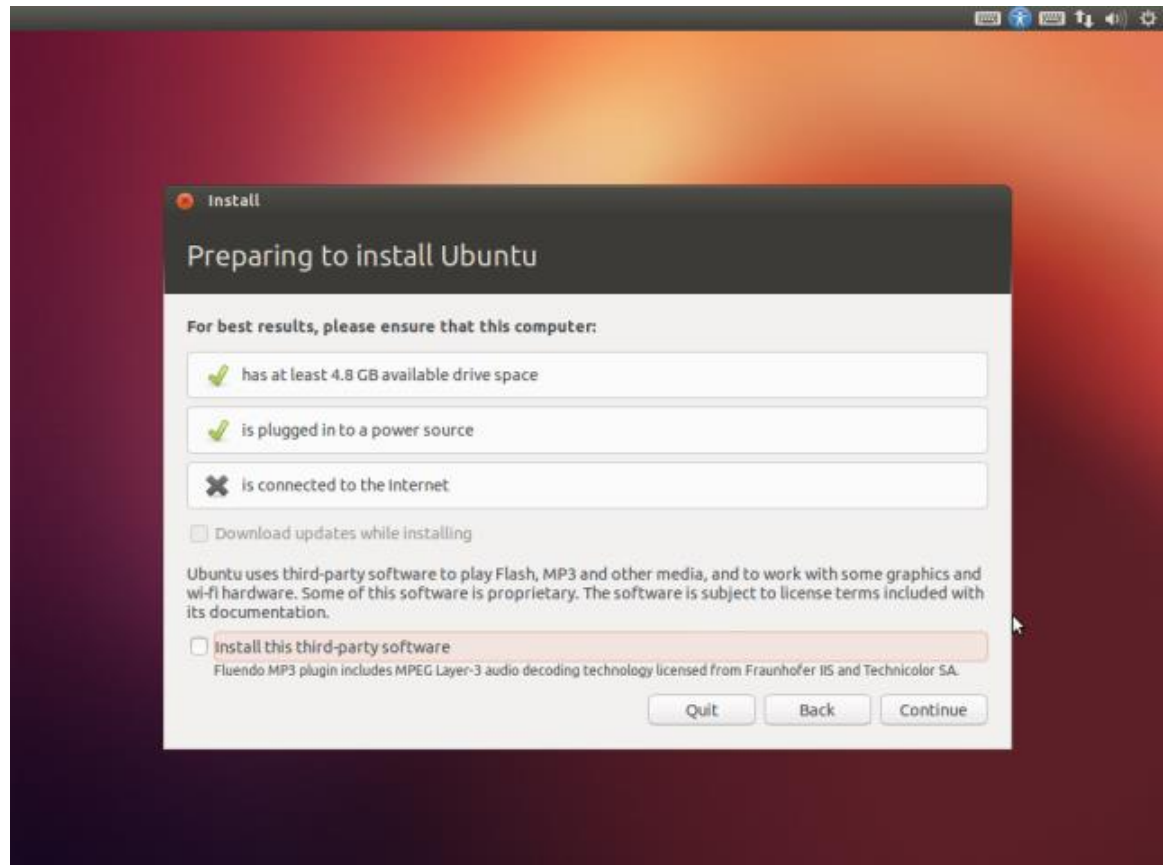 Install
Preparing to install Ubuntu
For best results, please ensure that this computer:
has at least 4.8 GB available drive space
is plugged in to a power source
is connected to the Internet
Download updates while installing
Ubuntu uses third-party software to play Flash, MP3 and other media, and to work with some graphics and
wi-fi hardware. Some of this software is proprietary. The software is subject to license terms included with
its documentation.
Install this third-party software
Fluendo MP3 plugin includes MPEG Layer-3 audio decoding technology licensed from Fraunhofer IIS and Technicolor SA.
Quit Back Continue